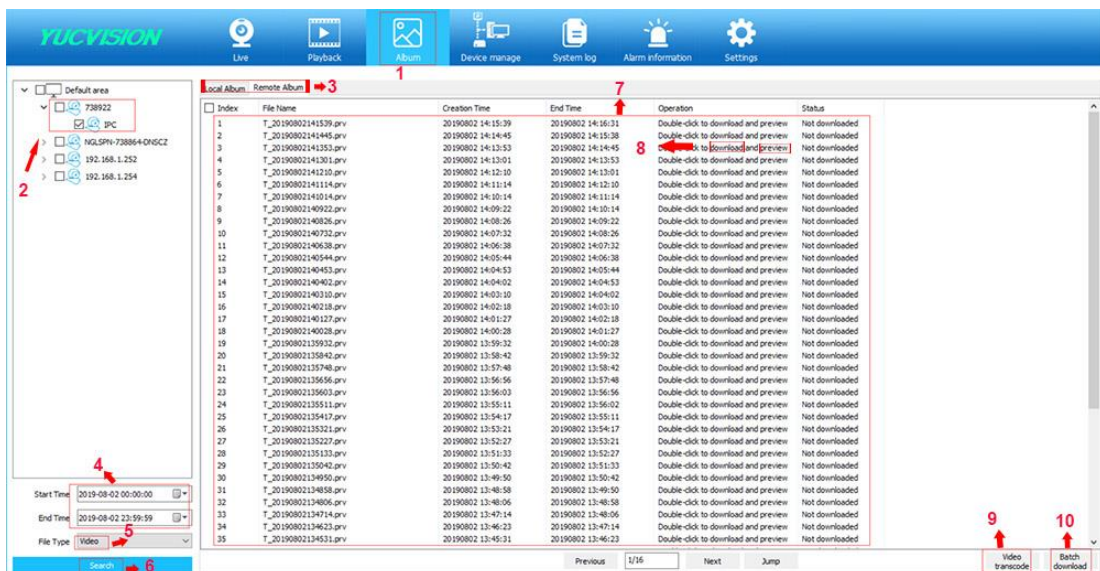 YUCVISION
Live Playback Album Device manage System log Alarm information Settings
1
Default area
738922
IPC
NGLSPN-738864-DNSCZ
192.168.1.252
192.168.1.254
2
Local Album Remote Album 3
7
Index File Name Creation Time End Time Operation Status
1 T_20190802141539.prv 20190802 14:15:39 20190802 14:16:31 Double-click to download and preview Not downloaded
2 T_20190802141445.prv 20190802 14:14:45 20190802 14:15:38 Double-click to download and preview Not downloaded
3 T_20190802141353.prv 20190802 14:13:53 20190802 14:14:45 8 Double-click to download and preview Not downloaded
4 T_20190802141301.prv 20190802 14:13:01 20190802 14:13:53 Double-click to download and preview Not downloaded
5 T_20190802141210.prv 20190802 14:12:10 20190802 14:13:01 Double-click to download and preview Not downloaded
6 T_20190802141114.prv 20190802 14:11:14 20190802 14:12:10 Double-click to download and preview Not downloaded
7 T_20190802141014.prv 20190802 14:10:14 20190802 14:11:14 Double-click to download and preview Not downloaded
8 T_20190802140922.prv 20190802 14:09:22 20190802 14:10:14 Double-click to download and preview Not downloaded
9 T_20190802140826.prv 20190802 14:08:26 20190802 14:09:22 Double-click to download and preview Not downloaded
10 T_20190802140732.prv 20190802 14:07:32 20190802 14:08:26 Double-click to download and preview Not downloaded
11 T_20190802140638.prv 20190802 14:06:38 20190802 14:07:32 Double-click to download and preview Not downloaded
12 T_20190802140544.prv 20190802 14:05:44 20190802 14:06:38 Double-click to download and preview Not downloaded
13 T_20190802140453.prv 20190802 14:04:53 20190802 14:05:44 Double-click to download and preview Not downloaded
14 T_20190802140402.prv 20190802 14:04:02 20190802 14:04:53 Double-click to download and preview Not downloaded
15 T_20190802140310.prv 20190802 14:03:10 20190802 14:04:02 Double-click to download and preview Not downloaded
16 T_20190802140218.prv 20190802 14:02:18 20190802 14:03:10 Double-click to download and preview Not downloaded
17 T_20190802140127.prv 20190802 14:01:27 20190802 14:02:18 Double-click to download and preview Not downloaded
18 T_20190802140028.prv 20190802 14:00:28 20190802 14:01:27 Double-click to download and preview Not downloaded
19 T_20190802135932.prv 20190802 13:59:32 20190802 14:00:28 Double-click to download and preview Not downloaded
20 T_20190802135842.prv 20190802 13:58:42 20190802 13:59:32 Double-click to download and preview Not downloaded
21 T_20190802135748.prv 20190802 13:57:48 20190802 13:58:42 Double-click to download and preview Not downloaded
22 T_20190802135656.prv 20190802 13:56:56 20190802 13:57:48 Double-click to download and preview Not downloaded
23 T_20190802135603.prv 20190802 13:56:03 20190802 13:56:56 Double-click to download and preview Not downloaded
24 T_20190802135511.prv 20190802 13:55:11 20190802 13:56:02 Double-click to download and preview Not downloaded
25 T_20190802135417.prv 20190802 13:54:17 20190802 13:55:11 Double-click to download and preview Not downloaded
26 T_20190802135321.prv 20190802 13:53:21 20190802 13:54:17 Double-click to download and preview Not downloaded
27 T_20190802135227.prv 20190802 13:52:27 20190802 13:53:21 Double-click to download and preview Not downloaded
28 T_20190802135133.prv 20190802 13:51:33 20190802 13:52:27 Double-click to download and preview Not downloaded
29 T_20190802135042.prv 20190802 13:50:42 20190802 13:51:33 Double-click to download and preview Not downloaded
30 T_20190802134950.prv 20190802 13:49:50 20190802 13:50:42 Double-click to download and preview Not downloaded
31 T_20190802134858.prv 20190802 13:48:58 20190802 13:49:50 Double-click to download and preview Not downloaded
32 T_20190802134806.prv 20190802 13:48:06 20190802 13:48:58 Double-click to download and preview Not downloaded
33 T_20190802134714.prv 20190802 13:47:14 20190802 13:48:06 Double-click to download and preview Not downloaded
34 T_20190802134623.prv 20190802 13:46:23 20190802 13:47:14 Double-click to download and preview Not downloaded
35 T_20190802134531.prv 20190802 13:45:31 20190802 13:46:23 Double-click to download and preview Not downloaded
4
Start Time 2019-08-02 00:00:00
End Time 2019-08-02 23:59:59
File Type Video 5
Search 6
Previous 1/16 Next Jump
9
Video
transcode
10
Batch
download